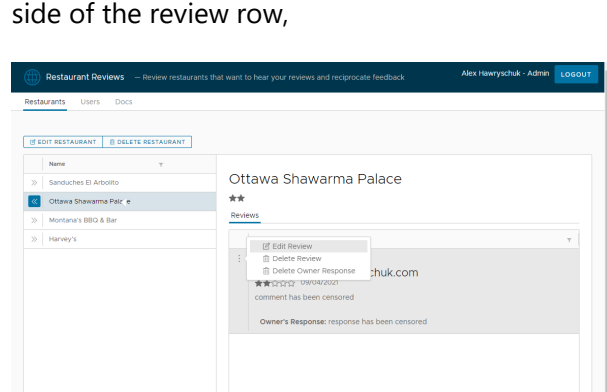 side of the review row,
Restaurant Reviews — Review restaurants that want to hear your reviews and reciprocate feedback
Alex Hawryschuk - Admin LOGOUT
Restaurants Users Docs
EDIT RESTAURANT DELETE RESTAURANT
Name
Sanduches El Arbolito
Ottawa Shawarma Palace
Montana's BBQ & Bar
Harvey's
Ottawa Shawarma Palace
Reviews
Edit Review
Delete Review
Delete Owner Response
chuk.com
09/04/2021
comment has been censored
Owner's Response: response has been censored